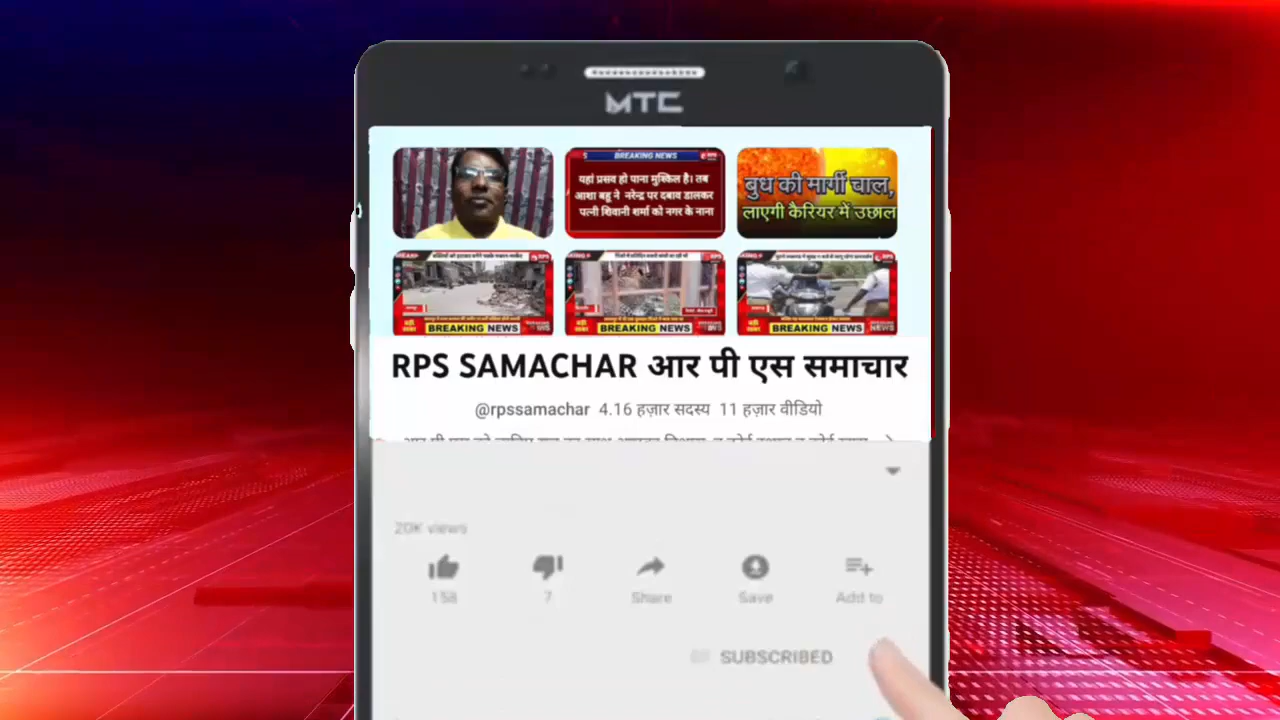 MTC
BREAKING NEWS
यहां प्रसव हो पाना मुश्किल है। तब
आशा बहू ने नरेन्द्र पर दबाव डालकर
पत्नी शिवानी शर्मा को नगर के नाना
बुध की मार्गी चाल,
लाएगी कैरियर में उछाल
BREAKING NEWS
BREAKING NEWS
BREAKING NEWS
RPS SAMACHAR आर पी एस समाचार
@rpssamachar 4.16 हज़ार सदस्य 11 हज़ार वीडियो
20K views
158 7 Share Save Add to
SUBSCRIBED